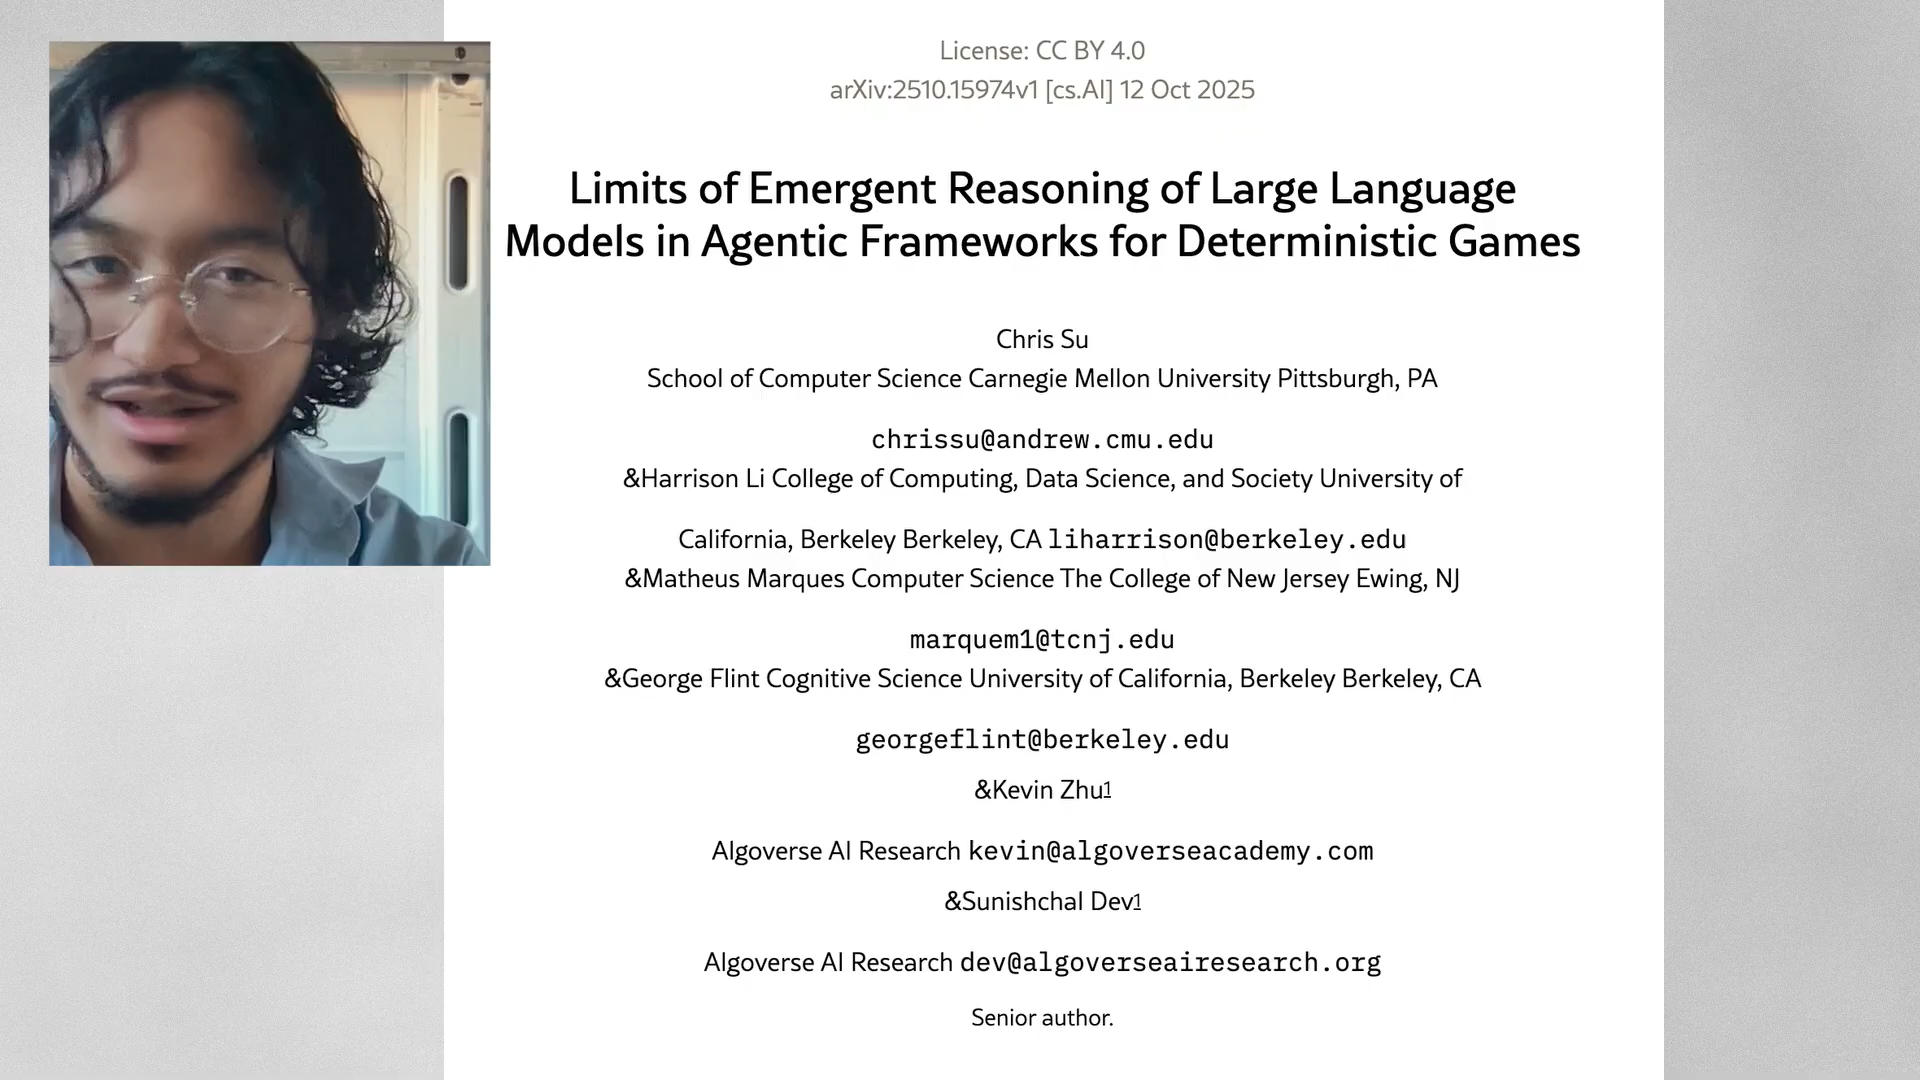 License: CC BY 4.0
arXiv:2510.15974v1 [cs.AI] 12 Oct 2025
Limits of Emergent Reasoning of Large Language
Models in Agentic Frameworks for Deterministic Games
Chris Su
School of Computer Science Carnegie Mellon University Pittsburgh, PA
chrissu@andrew.cmu.edu
&Harrison Li College of Computing, Data Science, and Society University of
California, Berkeley Berkeley, CA liharrison@berkeley.edu
&Matheus Marques Computer Science The College of New Jersey Ewing, NJ
marquem1@tcnj.edu
&George Flint Cognitive Science University of California, Berkeley Berkeley, CA
georgeflint@berkeley.edu
&Kevin Zhu1
Algoverse AI Research kevin@algoverseacademy.com
&Sunishchal Dev1
Algoverse AI Research dev@algoverseairesearch.org
Senior author.